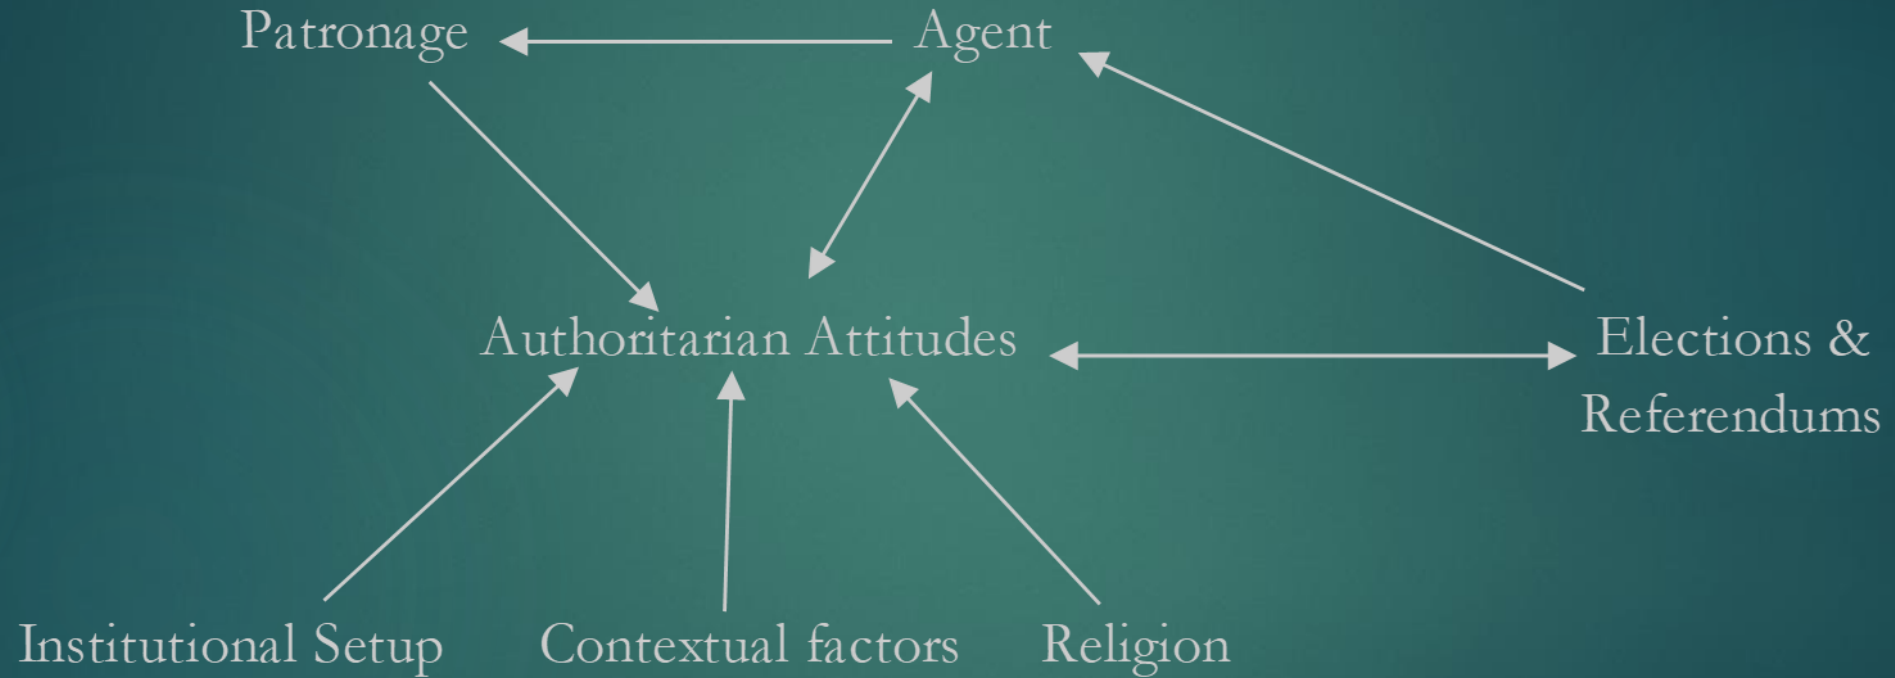 Patronage
Agent
Authoritarian Attitudes
Elections &
Referendums
Institutional Setup
Contextual factors
Religion